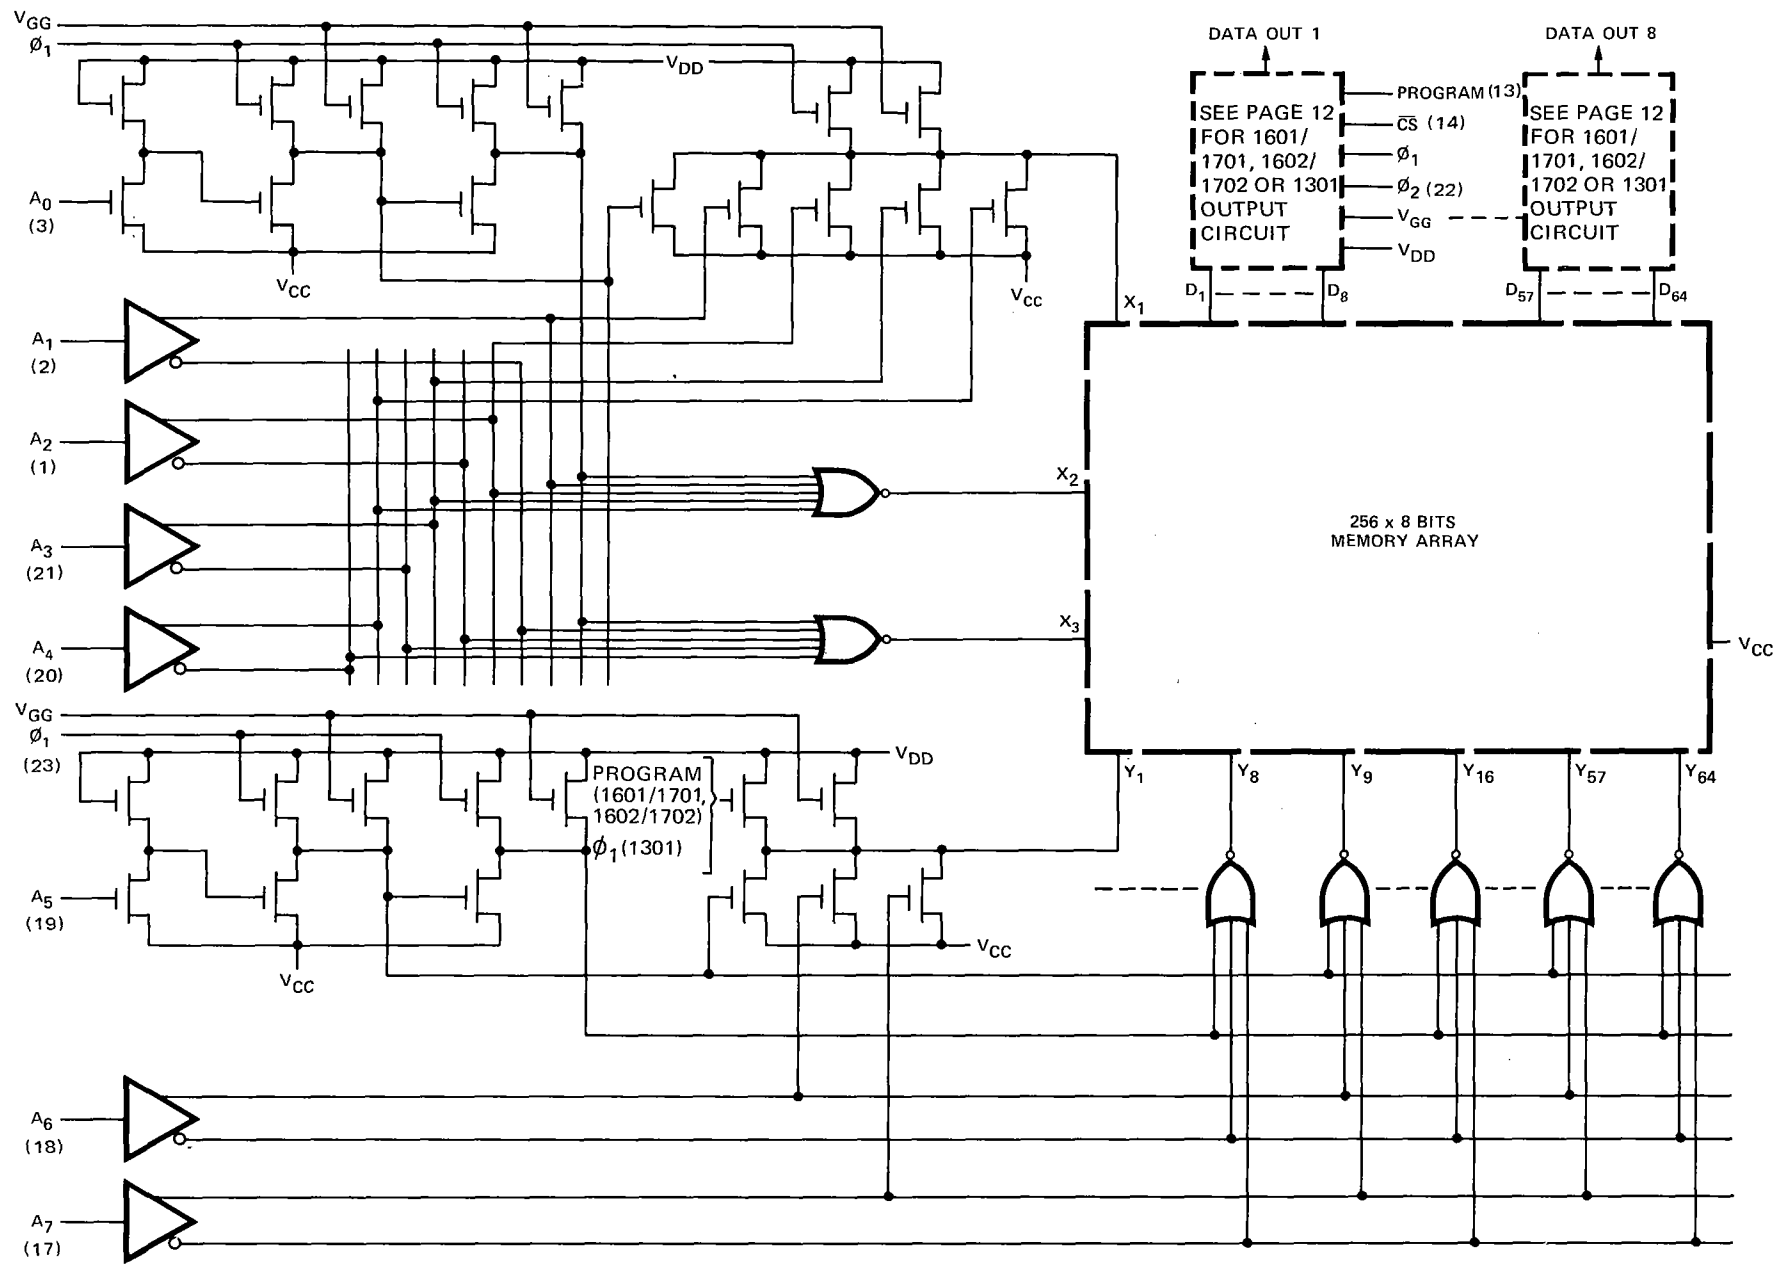 VGG
Ø1
VDD
A0
(3)
VCC
VCC
DATA OUT 1
DATA OUT 8
SEE PAGE 12
FOR 1601/
1701, 1602/
1702 OR 1301
OUTPUT
CIRCUIT
PROGRAM (13)
C̅S̅ (14)
Ø1
Ø2 (22)
VGG
VDD
SEE PAGE 12
FOR 1601/
1701, 1602/
1702 OR 1301
OUTPUT
CIRCUIT
D1
D8
D57
D64
A1
(2)
A2
(1)
A3
(21)
A4
(20)
X1
X2
X3
256 x 8 BITS
MEMORY ARRAY
VCC
VGG
Ø1
(23)
VDD
PROGRAM
(1601/1701,
1602/1702)
Ø1 (1301)
A5
(19)
VCC
VCC
Y1
Y8
Y9
Y16
Y57
Y64
A6
(18)
A7
(17)